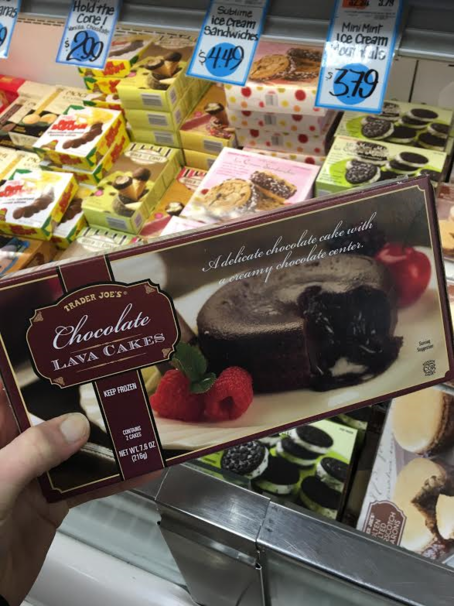 Hold the
Cone!
$2.99
Sublime
Ice Cream
Sandwiches
$4.49
3.79
Mini Mint
Ice Cream
$3.79
A delicate chocolate cake with
a creamy chocolate center.
TRADER JOE'S®
Chocolate
LAVA CAKES
KEEP FROZEN
CONTAINS
2 CAKES
NET WT. 7.6 OZ
(216g)
Serving
Suggestion